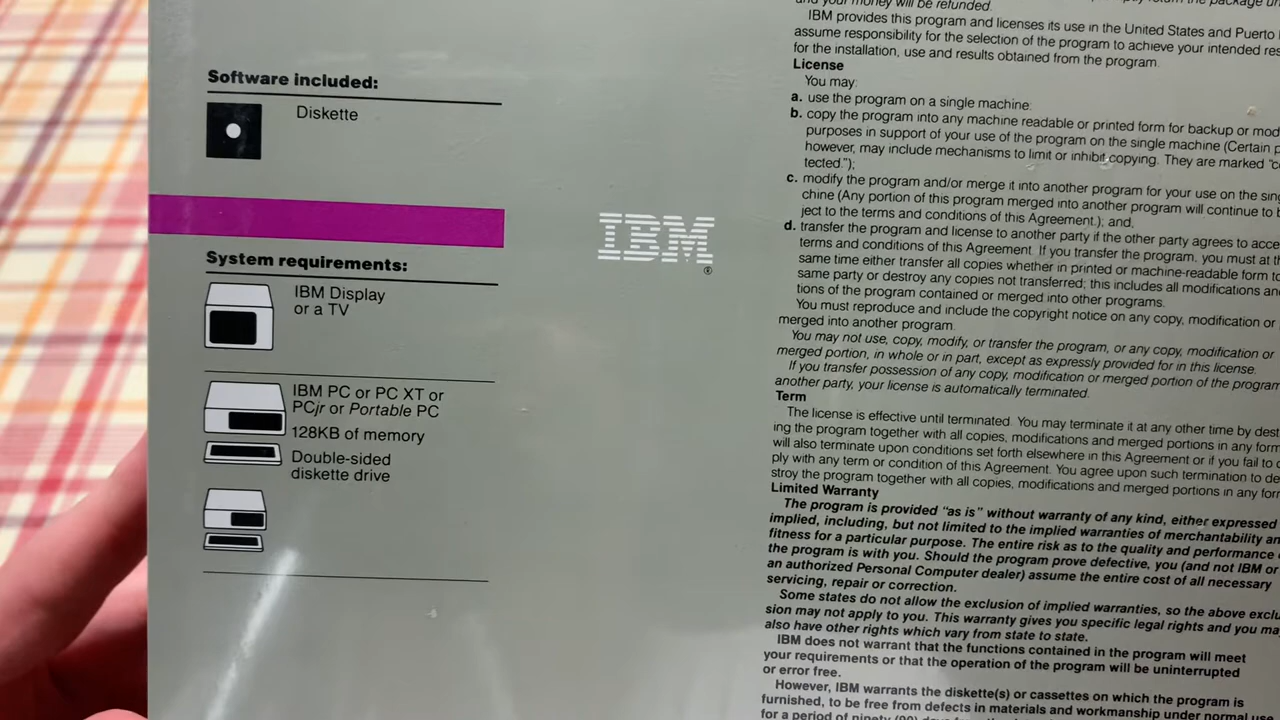 Software included:
Diskette
System requirements:
IBM Display
or a TV
IBM PC or PC XT or
PCjr or Portable PC
128KB of memory
Double-sided
diskette drive
IBM
®
and your money will be refunded.
IBM provides this program and licenses its use in the United States and Puerto
assume responsibility for the selection of the program to achieve your intended
for the installation, use and results obtained from the program.
License
You may:
a. use the program on a single machine;
b. copy the program into any machine readable or printed form for backup or
purposes in support of your use of the program on the single machine (Certain
however, may include mechanisms to limit or inhibit copying. They are marked
tected.");
c. modify the program and/or merge it into another program for your use on the
chine (Any portion of this program merged into another program will continue to
ject to the terms and conditions of this Agreement.); and,
d. transfer the program and license to another party if the other party agrees to
terms and conditions of this Agreement. If you transfer the program, you must at
same time either transfer all copies whether in printed or machine-readable form
same party or destroy any copies not transferred; this includes all modifications
tions of the program contained or merged into other programs.
You must reproduce and include the copyright notice on any copy, modification or
merged into another program.
You may not use, copy, modify, or transfer the program, or any copy, modification or
merged portion, in whole or in part, except as expressly provided for in this license.
If you transfer possession of any copy, modification or merged portion of the program
another party, your license is automatically terminated.
Term
The license is effective until terminated. You may terminate it at any other time by
ing the program together with all copies, modifications and merged portions in any form
will also terminate upon conditions set forth elsewhere in this Agreement or if you fail to
ply with any term or condition of this Agreement. You agree upon such termination to
stroy the program together with all copies, modifications and merged portions in any
Limited Warranty
The program is provided "as is" without warranty of any kind, either expressed
implied, including, but not limited to the implied warranties of merchantability
fitness for a particular purpose. The entire risk as to the quality and performance
the program is with you. Should the program prove defective, you (and not IBM or
an authorized Personal Computer dealer) assume the entire cost of all necessary
servicing, repair or correction.
Some states do not allow the exclusion of implied warranties, so the above
sion may not apply to you. This warranty gives you specific legal rights and you
also have other rights which vary from state to state.
IBM does not warrant that the functions contained in the program will meet
your requirements or that the operation of the program will be uninterrupted
or error free.
However, IBM warrants the diskette(s) or cassettes on which the program is
furnished, to be free from defects in materials and workmanship under normal use
for a period of ninety (90)